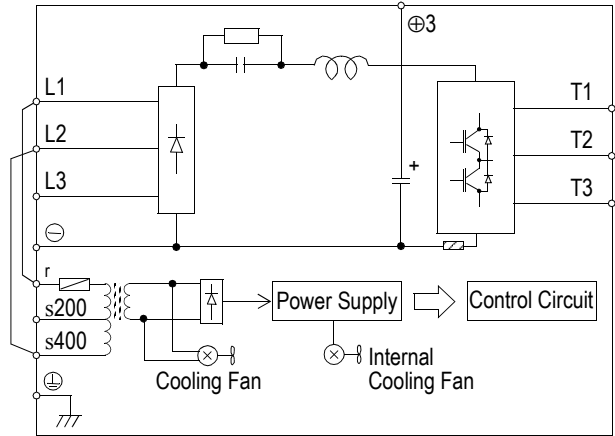 ⊕3
L1
T1
L2
T2
L3
T3
+
⊖
r
s200
s400
Power Supply
Control Circuit
Cooling Fan
Internal
Cooling Fan